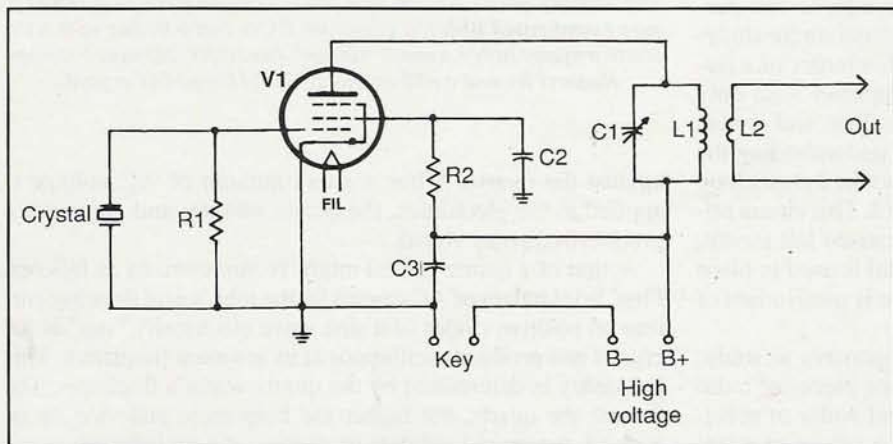 V1
FIL
Crystal
R1
R2
C2
C3
C1
L1
L2
Out
Key
B-
B+
High
voltage